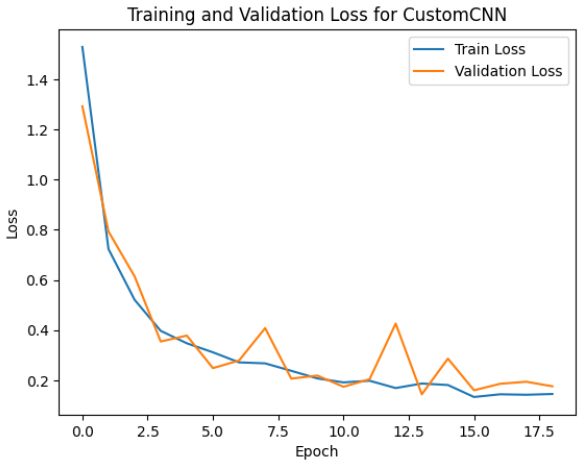 Training and Validation Loss for CustomCNN
Train Loss
Validation Loss
1.4
1.2
1.0
0.8
0.6
0.4
0.2
Loss
0.0 2.5 5.0 7.5 10.0 12.5 15.0 17.5
Epoch